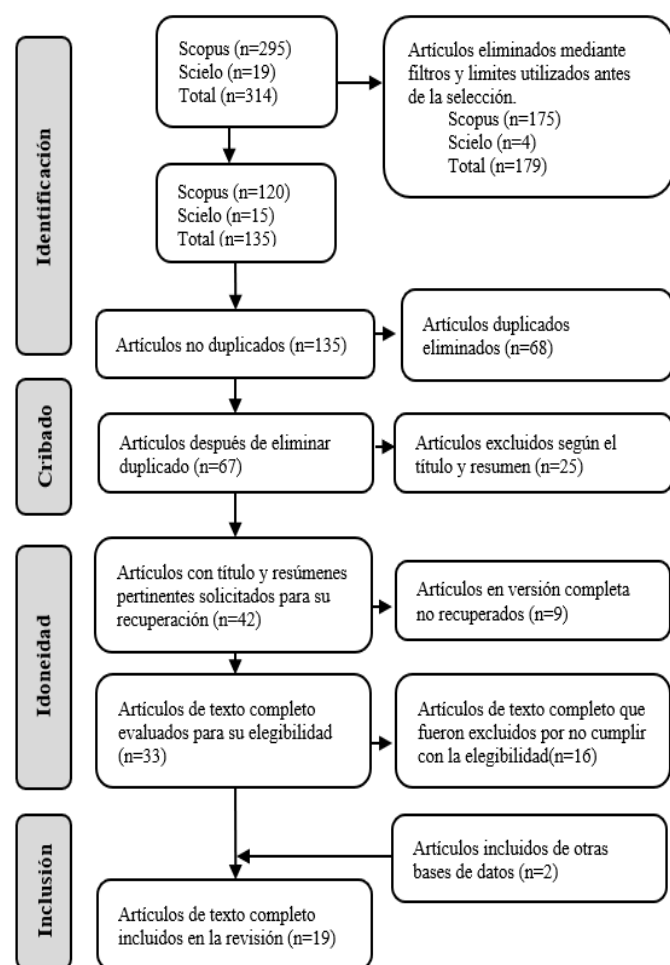 Identificación
Scopus (n=295)
Scielo (n=19)
Total (n=314)
Artículos eliminados mediante
filtros y limites utilizados antes
de la selección.
Scopus (n=175)
Scielo (n=4)
Total (n=179)
Scopus (n=120)
Scielo (n=15)
Total (n=135)
Artículos no duplicados (n=135)
Artículos duplicados
eliminados (n=68)
Cribado
Artículos después de eliminar
duplicado (n=67)
Artículos excluidos según el
título y resumen (n=25)
Idoneidad
Artículos con título y resúmenes
pertinentes solicitados para su
recuperación (n=42)
Artículos en versión completa
no recuperados (n=9)
Artículos de texto completo
evaluados para su elegibilidad
(n=33)
Artículos de texto completo que
fueron excluidos por no cumplir
con la elegibilidad(n=16)
Inclusión
Artículos incluidos de otras
bases de datos (n=2)
Artículos de texto completo
incluidos en la revisión (n=19)